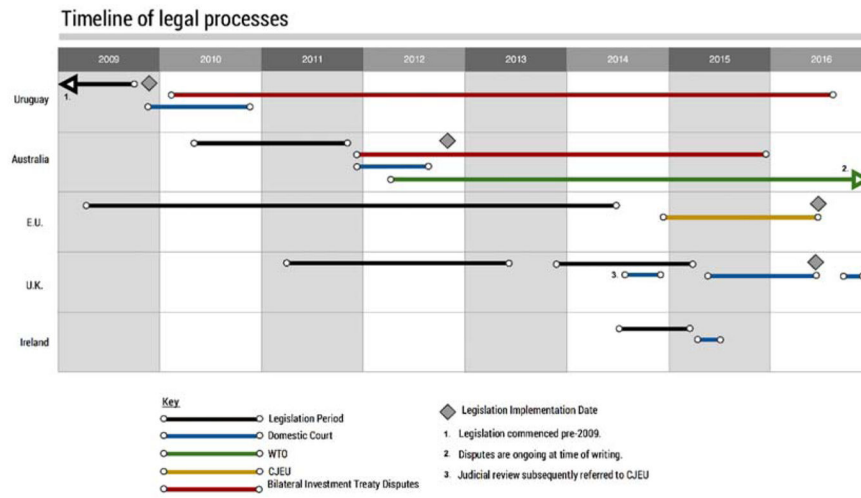 Timeline of legal processes
2009 2010 2011 2012 2013 2014 2015 2016
1.
Uruguay
Australia
2.
E.U.
3.
U.K.
Ireland
Key
Legislation Period
Domestic Court
WTO
CJEU
Bilateral Investment Treaty Disputes
Legislation Implementation Date
1. Legislation commenced pre-2009.
2. Disputes are ongoing at time of writing.
3. Judicial review subsequently referred to CJEU